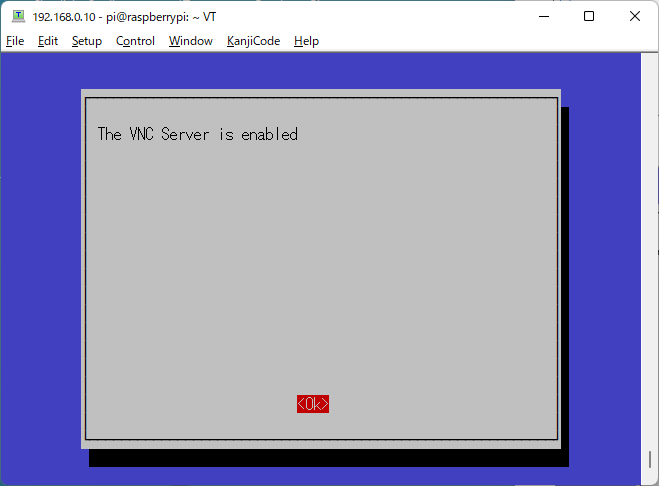 192.168.0.10 - pi@raspberrypi: ~ VT
File Edit Setup Control Window KanjiCode Help
The VNC Server is enabled
<Ok>